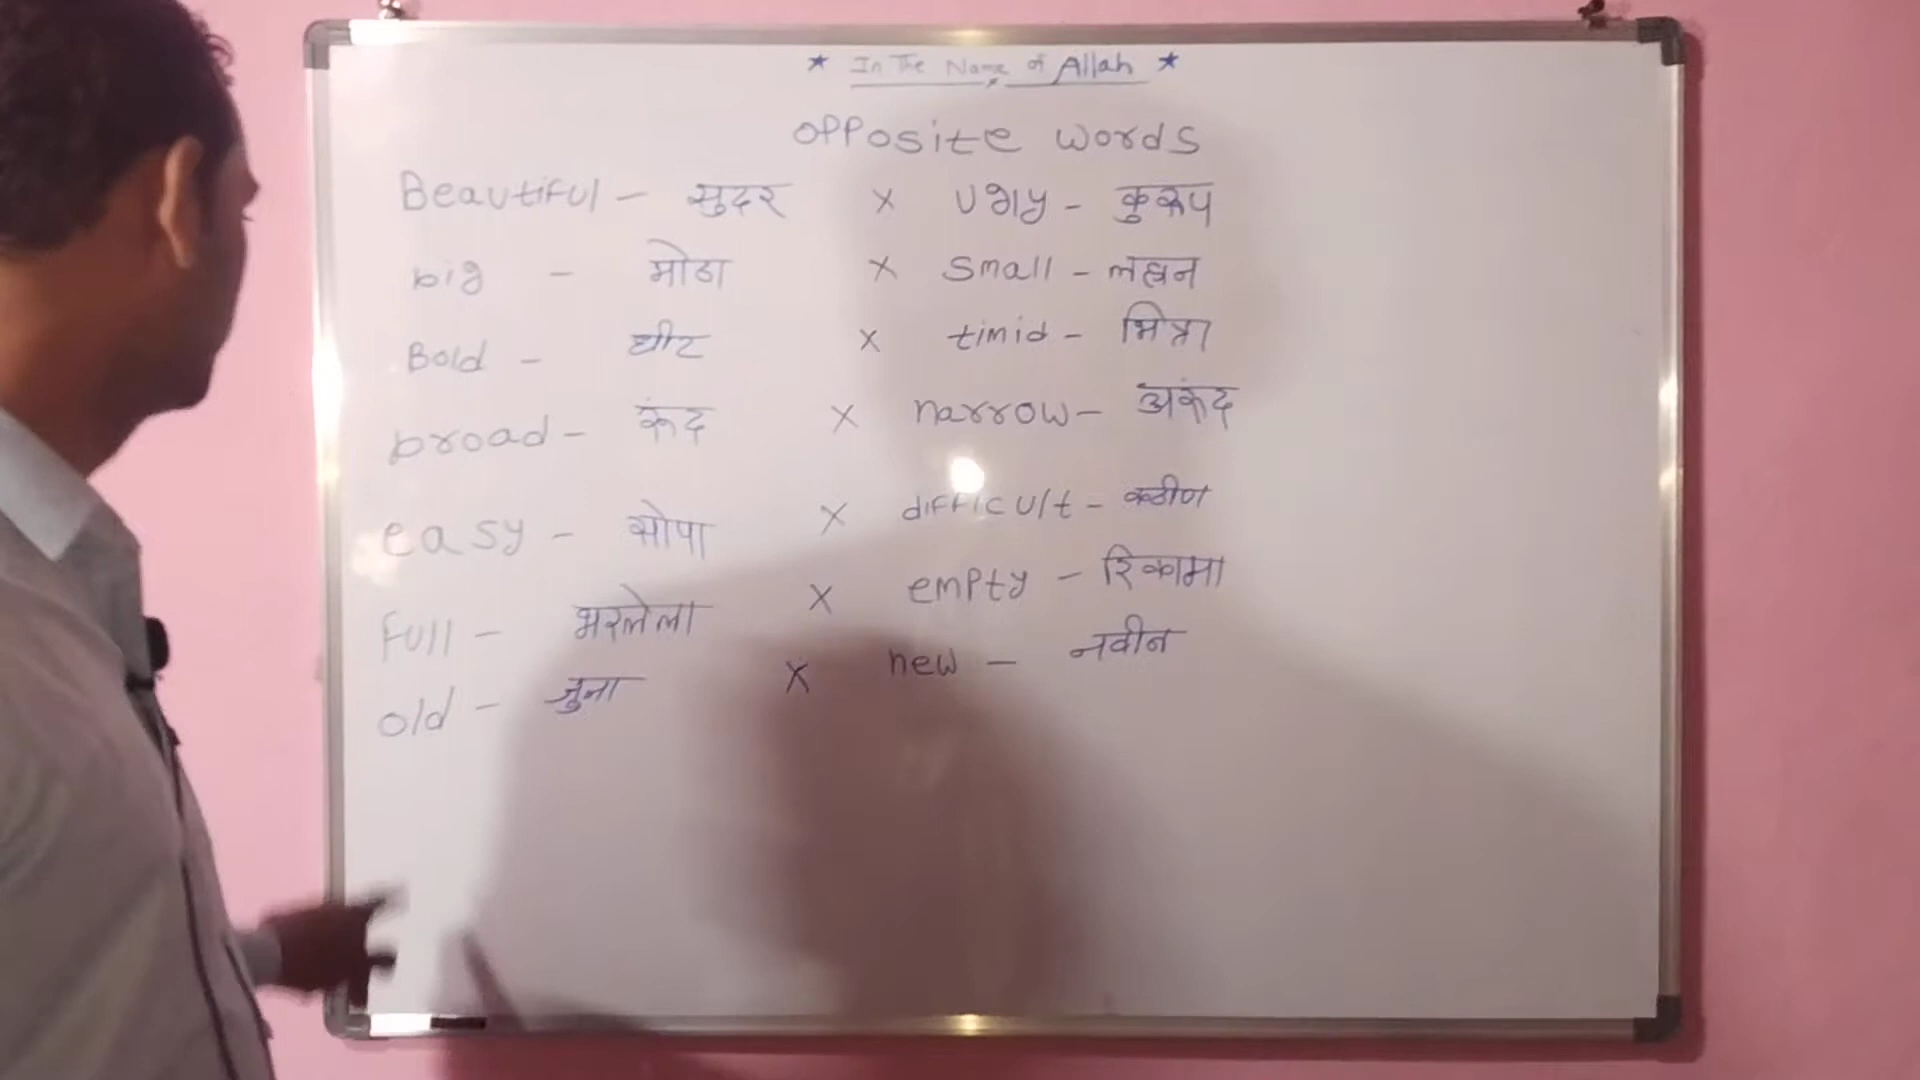 * In The Name of Allah *
Opposite words
Beautiful - सुदर x Ugly - कुरूप
big - मोठा x small - लहान
Bold - धीट x timid - भित्रा
broad - रूंद x narrow - अरूंद
easy - सोपा x difficult - कठीण
Full - भरलेला x empty - रिकामा
old - जुना x new - नवीन